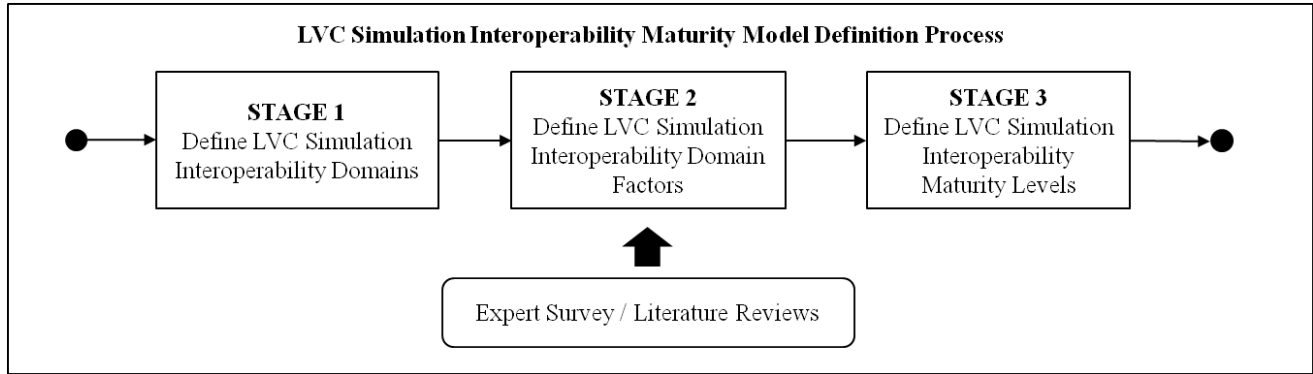 LVC Simulation Interoperability Maturity Model Definition Process
STAGE 1
Define LVC Simulation
Interoperability Domains
STAGE 2
Define LVC Simulation
Interoperability Domain
Factors
STAGE 3
Define LVC Simulation
Interoperability
Maturity Levels
Expert Survey / Literature Reviews